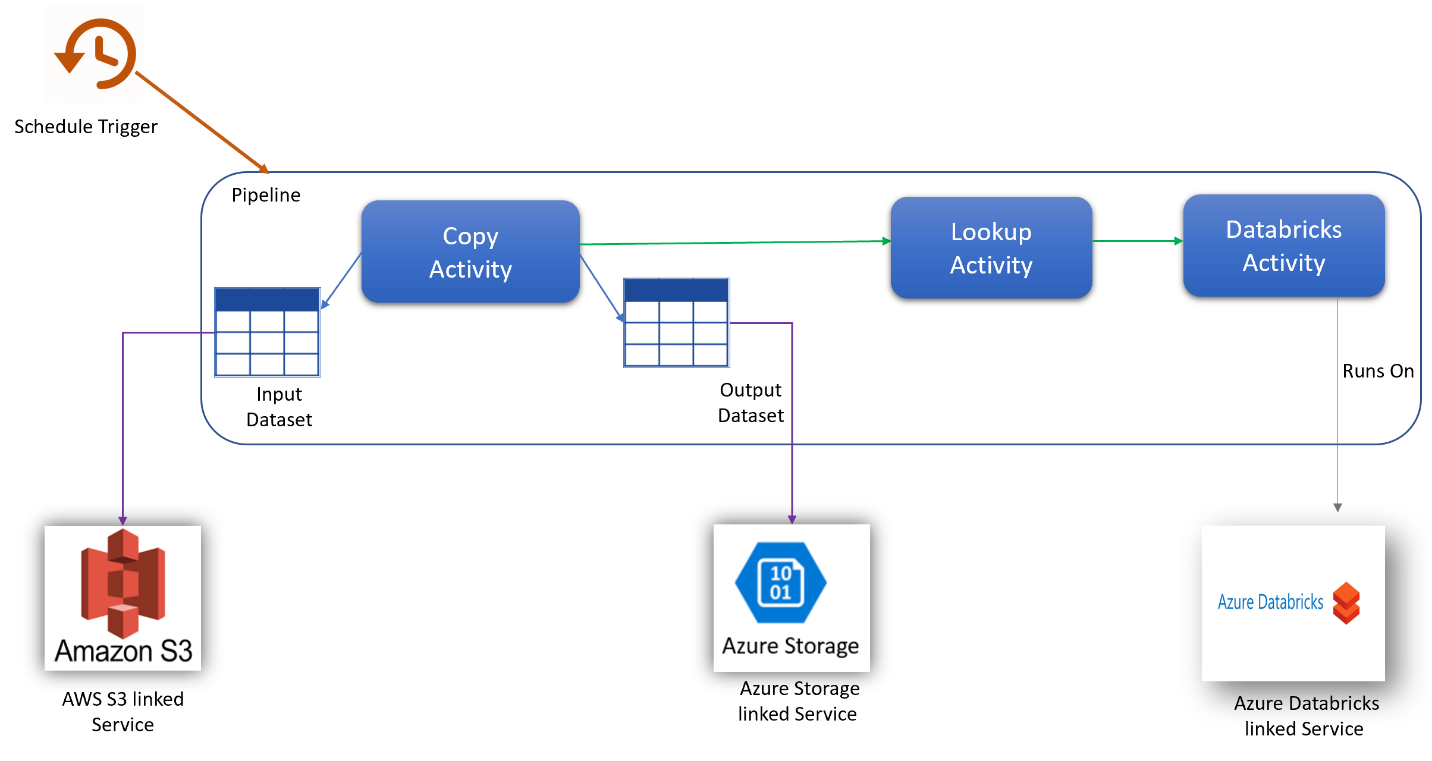 Schedule Trigger
Pipeline
Copy
Activity
Lookup
Activity
Databricks
Activity
Input
Dataset
Output
Dataset
Runs On
Amazon S3
AWS S3 linked
Service
10
01
Azure Storage
Azure Storage
linked Service
Azure Databricks
Azure Databricks
linked Service